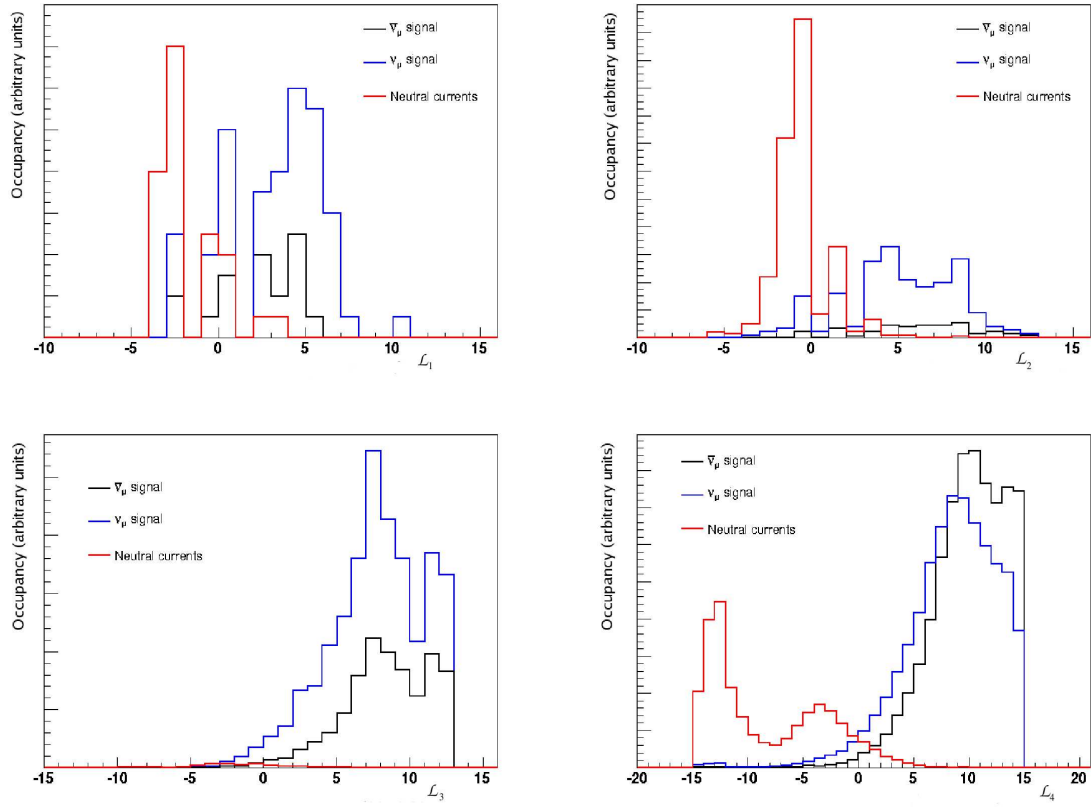 Occupancy (arbitrary units)
ν̅μ signal
νμ signal
Neutral currents
-10 -5 0 5 10 15
ℒ1
Occupancy (arbitrary units)
ν̅μ signal
νμ signal
Neutral currents
-10 -5 0 5 10 15
ℒ2
Occupancy (arbitrary units)
ν̅μ signal
νμ signal
Neutral currents
-15 -10 -5 0 5 10 15
ℒ3
Occupancy (arbitrary units)
ν̅μ signal
νμ signal
Neutral currents
-20 -15 -10 -5 0 5 10 15 20
ℒ4